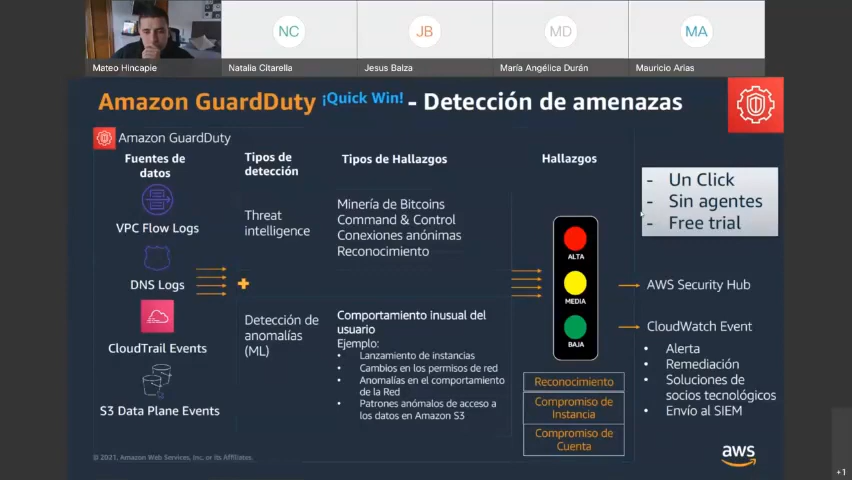 NC
JB
MD
MA
Mateo Hincapie
Natalia Citarella
Jesus Balza
María Angélica Durán
Mauricio Arias
Amazon GuardDuty ¡Quick Win! - Detección de amenazas
Amazon GuardDuty
Fuentes de
datos
VPC Flow Logs
DNS Logs
CloudTrail Events
S3 Data Plane Events
Tipos de
detección
Threat
intelligence
+
Detección de
anomalías
(ML)
Tipos de Hallazgos
Minería de Bitcoins
Command & Control
Conexiones anónimas
Reconocimiento
Comportamiento inusual del
usuario
Ejemplo:
• Lanzamiento de instancias
• Cambios en los permisos de red
• Anomalías en el comportamiento
de la Red
• Patrones anómalos de acceso a
los datos en Amazon S3
Hallazgos
ALTA
MEDIA
BAJA
Reconocimiento
Compromiso de
Instancia
Compromiso de
Cuenta
- Un Click
- Sin agentes
- Free trial
AWS Security Hub
CloudWatch Event
• Alerta
• Remediación
• Soluciones de
socios tecnológicos
• Envío al SIEM
© 2021, Amazon Web Services, Inc. or its Affiliates.
aws
+1